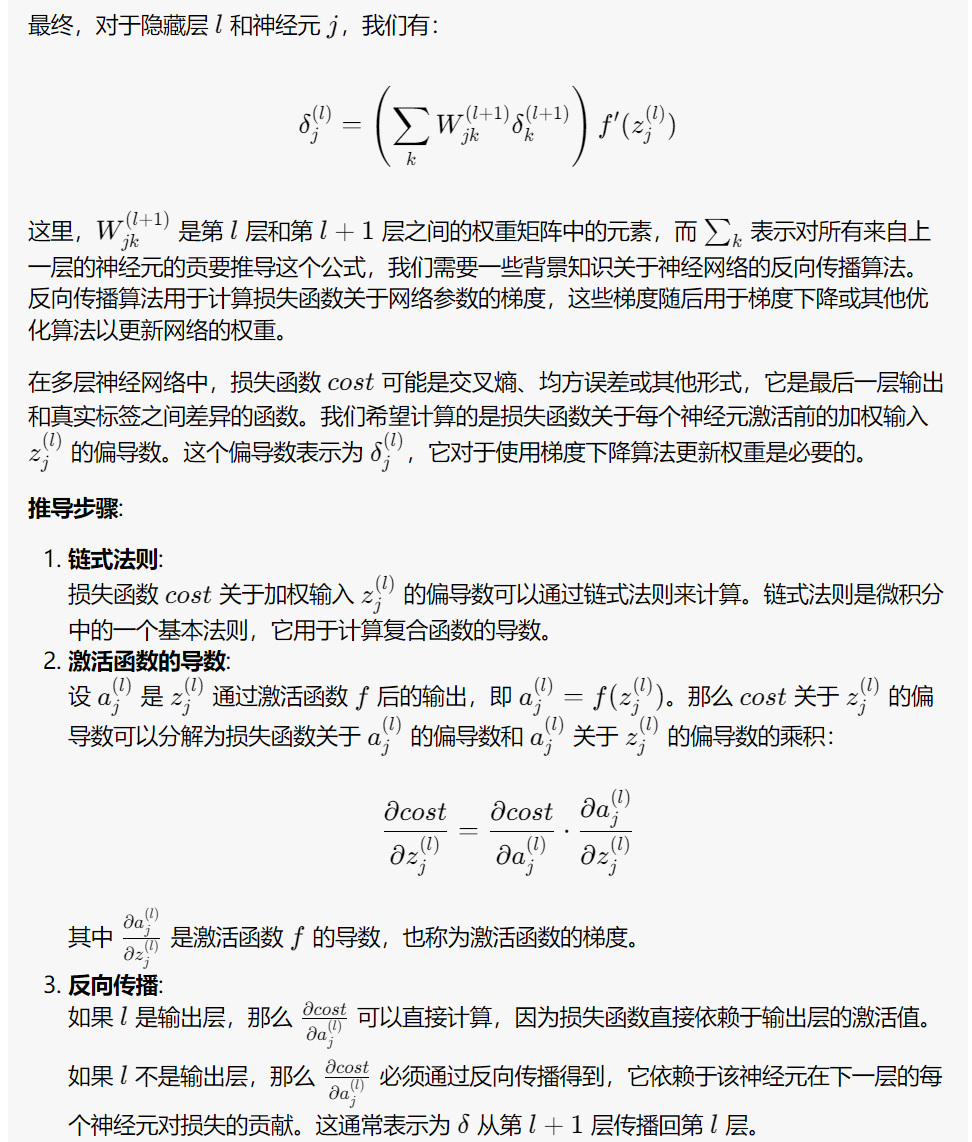 最终，对于隐藏层 $l$ 和神经元 $j$，我们有：
$$\delta_j^{(l)} = \left( \sum_k W_{jk}^{(l+1)} \delta_k^{(l+1)} \right) f'(z_j^{(l)})$$
这里，$W_{jk}^{(l+1)}$ 是第 $l$ 层和第 $l+1$ 层之间的权重矩阵中的元素，而 $\sum_k$ 表示对所有来自上
一层的神经元的贡要推导这个公式，我们需要一些背景知识关于神经网络的反向传播算法。
反向传播算法用于计算损失函数关于网络参数的梯度，这些梯度随后用于梯度下降或其他优
化算法以更新网络的权重。
在多层神经网络中，损失函数 $cost$ 可能是交叉熵、均方误差或其他形式，它是最后一层输出
和真实标签之间差异的函数。我们希望计算的是损失函数关于每个神经元激活前的加权输入
$z_j^{(l)}$ 的偏导数。这个偏导数表示为 $\delta_j^{(l)}$，它对于使用梯度下降算法更新权重是必要的。
推导步骤:
1. 链式法则:
损失函数 $cost$ 关于加权输入 $z_j^{(l)}$ 的偏导数可以通过链式法则来计算。链式法则是微积分
中的一个基本法则，它用于计算复合函数的导数。
2. 激活函数的导数:
设 $a_j^{(l)}$ 是 $z_j^{(l)}$ 通过激活函数 $f$ 后的输出，即 $a_j^{(l)} = f(z_j^{(l)})$。那么 $cost$ 关于 $z_j^{(l)}$ 的偏
导数可以分解为损失函数关于 $a_j^{(l)}$ 的偏导数和 $a_j^{(l)}$ 关于 $z_j^{(l)}$ 的偏导数的乘积：
$$\frac{\partial cost}{\partial z_j^{(l)}} = \frac{\partial cost}{\partial a_j^{(l)}} \cdot \frac{\partial a_j^{(l)}}{\partial z_j^{(l)}}$$
其中 $\frac{\partial a_j^{(l)}}{\partial z_j^{(l)}}$ 是激活函数 $f$ 的导数，也称为激活函数的梯度。
3. 反向传播:
如果 $l$ 是输出层，那么 $\frac{\partial cost}{\partial a_j^{(l)}}$ 可以直接计算，因为损失函数直接依赖于输出层的激活值。
如果 $l$ 不是输出层，那么 $\frac{\partial cost}{\partial a_j^{(l)}}$ 必须通过反向传播得到，它依赖于该神经元在下一层的每
个神经元对损失的贡献。这通常表示为 $\delta$ 从第 $l+1$ 层传播回第 $l$ 层。